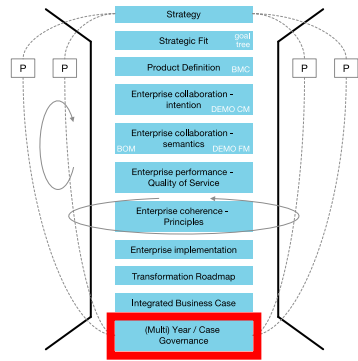 Strategy
Strategic Fit
goal
tree
P
P
Product Definition
BMC
P
P
Enterprise collaboration -
intention
DEMO CM
Enterprise collaboration -
semantics
BOM
DEMO FM
Enterprise performance -
Quality of Service
Enterprise coherence -
Principles
Enterprise implementation
Transformation Roadmap
Integrated Business Case
(Multi) Year / Case
Governance